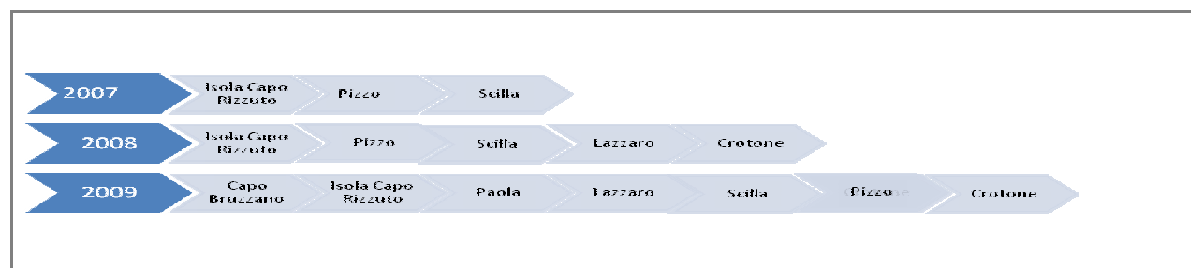 2007
Isola Capo
Rizzuto
Pizzo
Scilla
2008
Isola Capo
Rizzuto
Pizzo
Scilla
Lazzaro
Crotone
2009
Capo
Bruzzano
Isola Capo
Rizzuto
Paola
Lazzaro
Scilla
Pizzo
Crotone